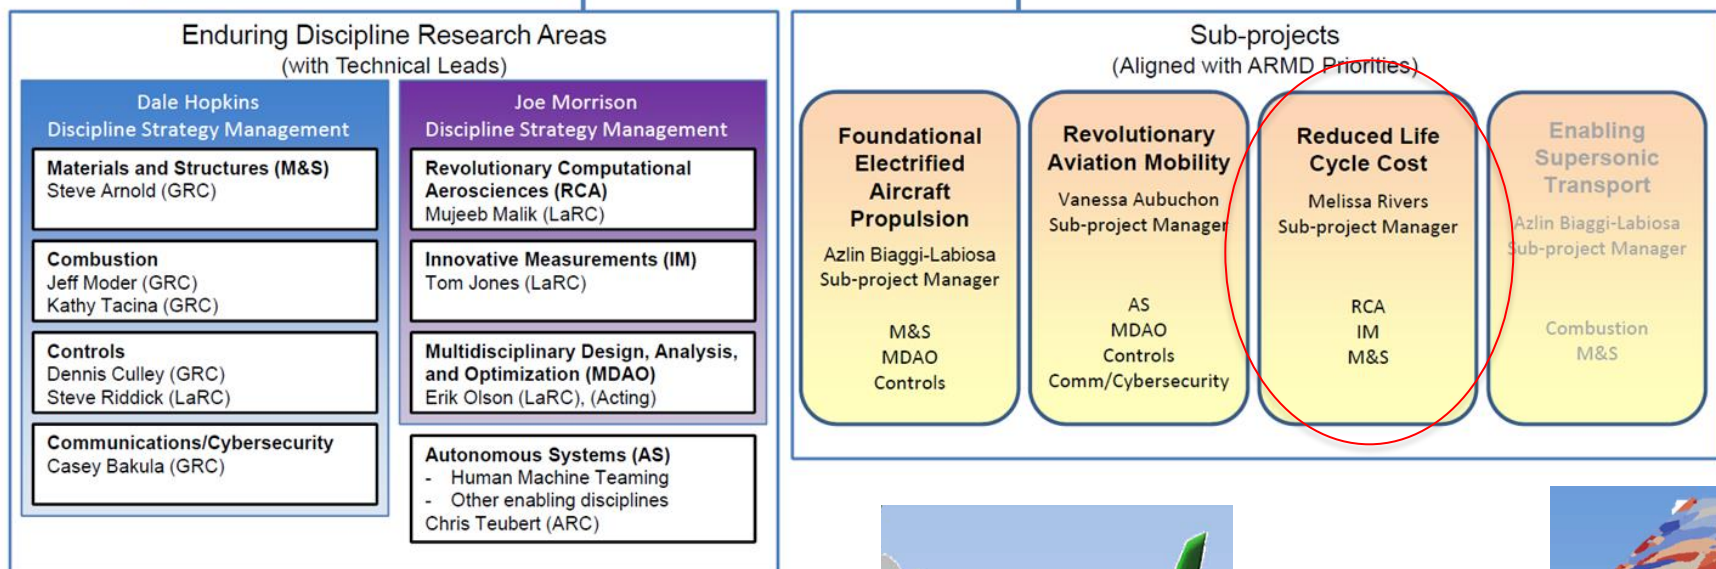 Enduring Discipline Research Areas
(with Technical Leads)
Dale Hopkins
Discipline Strategy Management
Materials and Structures (M&S)
Steve Arnold (GRC)
Combustion
Jeff Moder (GRC)
Kathy Tacina (GRC)
Controls
Dennis Culley (GRC)
Steve Riddick (LaRC)
Communications/Cybersecurity
Casey Bakula (GRC)
Joe Morrison
Discipline Strategy Management
Revolutionary Computational
Aerosciences (RCA)
Mujeeb Malik (LaRC)
Innovative Measurements (IM)
Tom Jones (LaRC)
Multidisciplinary Design, Analysis,
and Optimization (MDAO)
Erik Olson (LaRC), (Acting)
Autonomous Systems (AS)
- Human Machine Teaming
- Other enabling disciplines
Chris Teubert (ARC)
Sub-projects
(Aligned with ARMD Priorities)
Foundational
Electrified
Aircraft
Propulsion
Azlin Biaggi-Labiosa
Sub-project Manager
M&S
MDAO
Controls
Revolutionary
Aviation Mobility
Vanessa Aubuchon
Sub-project Manager
AS
MDAO
Controls
Comm/Cybersecurity
Reduced Life
Cycle Cost
Melissa Rivers
Sub-project Manager
RCA
IM
M&S
Enabling
Supersonic
Transport
Azlin Biaggi-Labiosa
Sub-project Manager
Combustion
M&S